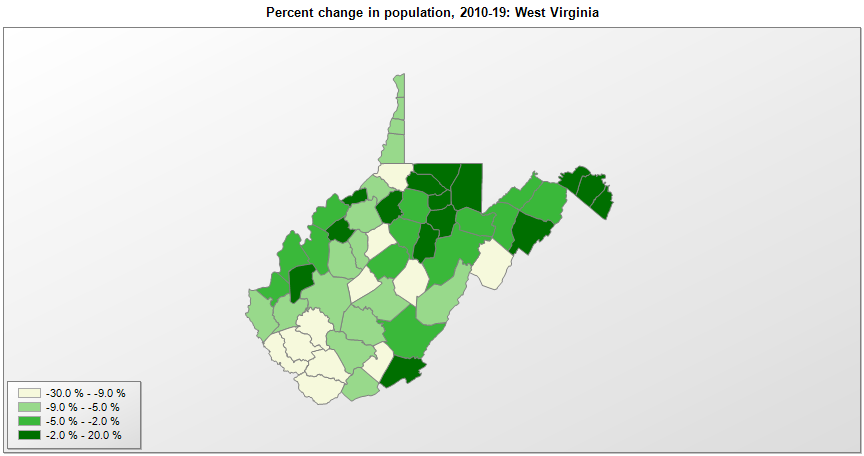 Percent change in population, 2010-19: West Virginia
-30.0 % - -9.0 %
-9.0 % - -5.0 %
-5.0 % - -2.0 %
-2.0 % - 20.0 %